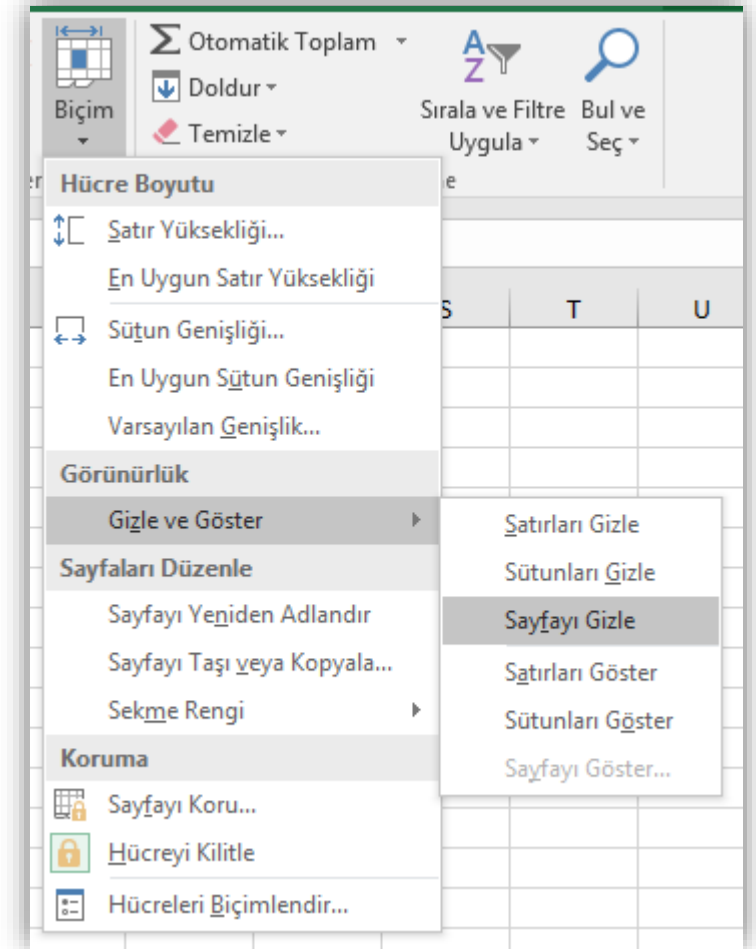 Otomatik Toplam
Doldur
Temizle
Biçim
Sırala ve Filtre Uygula
Bul ve Seç
Hücre Boyutu
Satır Yüksekliği...
En Uygun Satır Yüksekliği
Sütun Genişliği...
En Uygun Sütun Genişliği
Varsayılan Genişlik...
Görünürlük
Gizle ve Göster
Sayfaları Düzenle
Sayfayı Yeniden Adlandır
Sayfayı Taşı veya Kopyala...
Sekme Rengi
Koruma
Sayfayı Koru...
Hücreyi Kilitle
Hücreleri Biçimlendir...
Satırları Gizle
Sütunları Gizle
Sayfayı Gizle
Satırları Göster
Sütunları Göster
Sayfayı Göster...
S T U